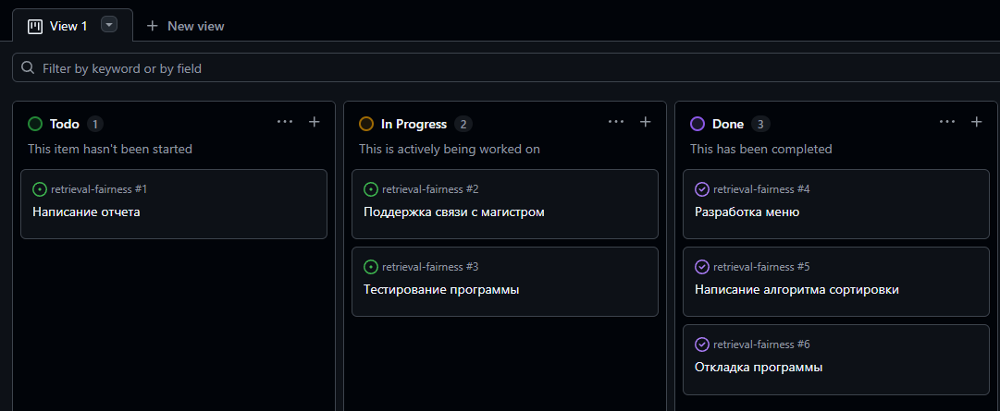 View 1
New view
Filter by keyword or by field
Todo 1
This item hasn't been started
retrieval-fairness #1
Написание отчета
In Progress 2
This is actively being worked on
retrieval-fairness #2
Поддержка связи с магистром
retrieval-fairness #3
Тестирование программы
Done 3
This has been completed
retrieval-fairness #4
Разработка меню
retrieval-fairness #5
Написание алгоритма сортировки
retrieval-fairness #6
Откладка программы